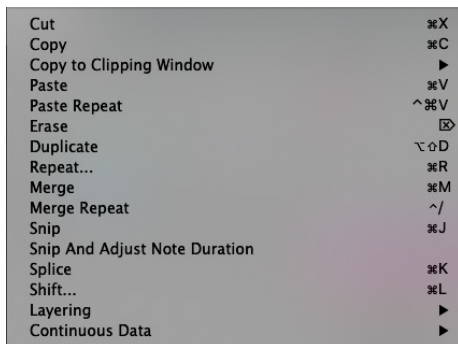 Cut ⌘X
Copy ⌘C
Copy to Clipping Window ▶
Paste ⌘V
Paste Repeat ^⌘V
Erase ⌦
Duplicate ⌥⇧D
Repeat... ⌘R
Merge ⌘M
Merge Repeat ^/
Snip ⌘J
Snip And Adjust Note Duration
Splice ⌘K
Shift... ⌘L
Layering ▶
Continuous Data ▶